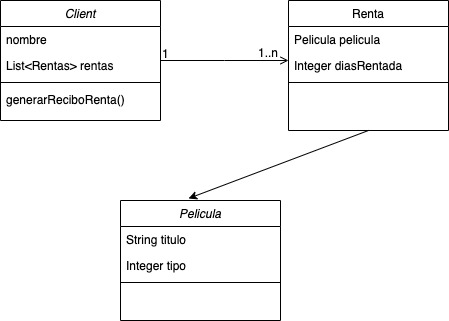 Client
nombre
List<Rentas> rentas
generarReciboRenta()
1
1..n
Renta
Pelicula pelicula
Integer diasRentada
Pelicula
String titulo
Integer tipo